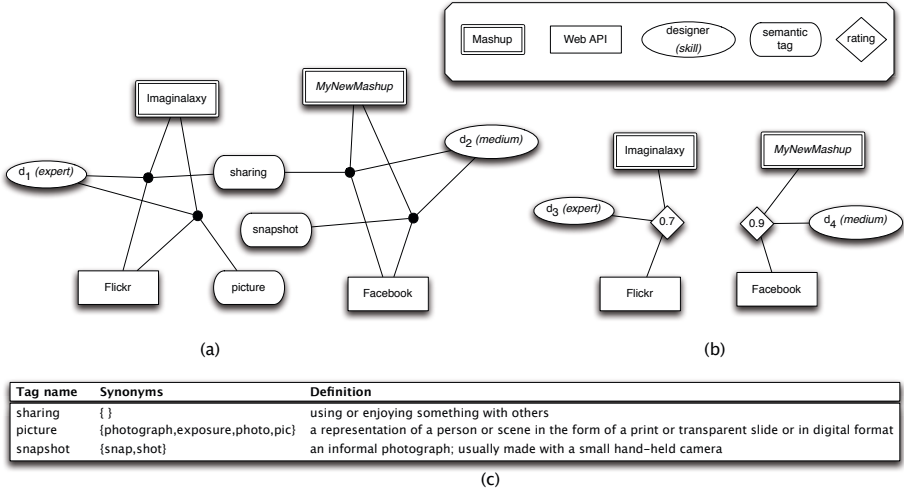 Mashup
Web API
designer
(skill)
semantic
tag
rating
Imaginalaxy
MyNewMashup
d1 (expert)
sharing
d2 (medium)
snapshot
Flickr
picture
Facebook
(a)
Imaginalaxy
MyNewMashup
d3 (expert)
0.7
0.9
d4 (medium)
Flickr
Facebook
(b)
Tag name Synonyms Definition
sharing { } using or enjoying something with others
picture {photograph,exposure,photo,pic} a representation of a person or scene in the form of a print or transparent slide or in digital format
snapshot {snap,shot} an informal photograph; usually made with a small hand-held camera
(c)